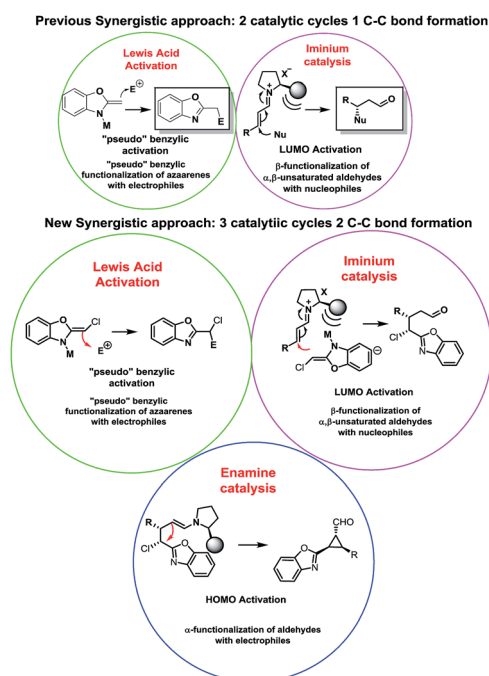 Previous Synergistic approach: 2 catalytic cycles 1 C-C bond formation
Lewis Acid
Activation
Iminium
catalysis
O
N
M
E⊕
O
N
E
X⁻
N
+
R
Nu
R
O
Nu
"pseudo" benzylic
activation
LUMO Activation
"pseudo" benzylic
functionalization of azaarenes
with electrophiles
β-functionalization of
α,β-unsaturated aldehydes
with nucleophiles
New Synergistic approach: 3 catalytiic cycles 2 C-C bond formation
Lewis Acid
Activation
Iminium
catalysis
O
Cl
N
M
E⊕
Cl
O
N
E
X
N
+
R
M
N
Cl
O
⊖
R
O
Cl
O
N
"pseudo" benzylic
activation
LUMO Activation
"pseudo" benzylic
functionalization of azaarenes
with electrophiles
β-functionalization of
α,β-unsaturated aldehydes
with nucleophiles
Enamine
catalysis
R
N
Cl
O
N
CHO
O
N
R
HOMO Activation
α-functionalization of aldehydes
with electrophiles